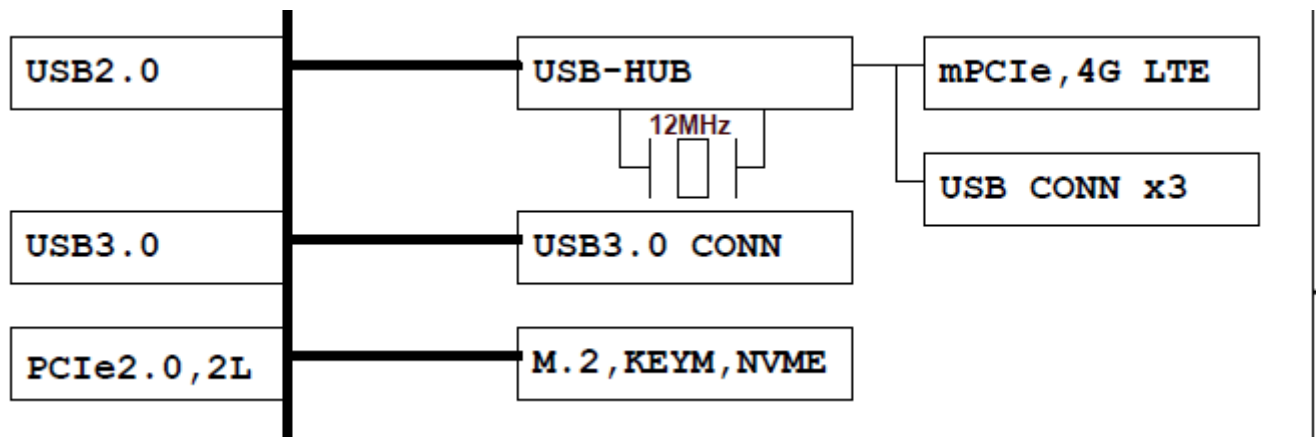 USB2.0
USB-HUB
mPCIe,4G LTE
12MHz
USB CONN x3
USB3.0
USB3.0 CONN
PCIe2.0,2L
M.2,KEYM,NVME